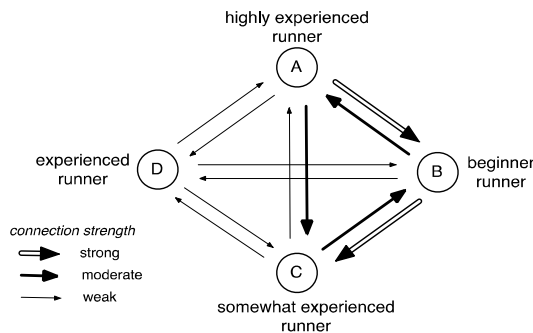 highly experienced
runner
A
experienced
runner
D
B
beginner
runner
connection strength
strong
moderate
weak
C
somewhat experienced
runner